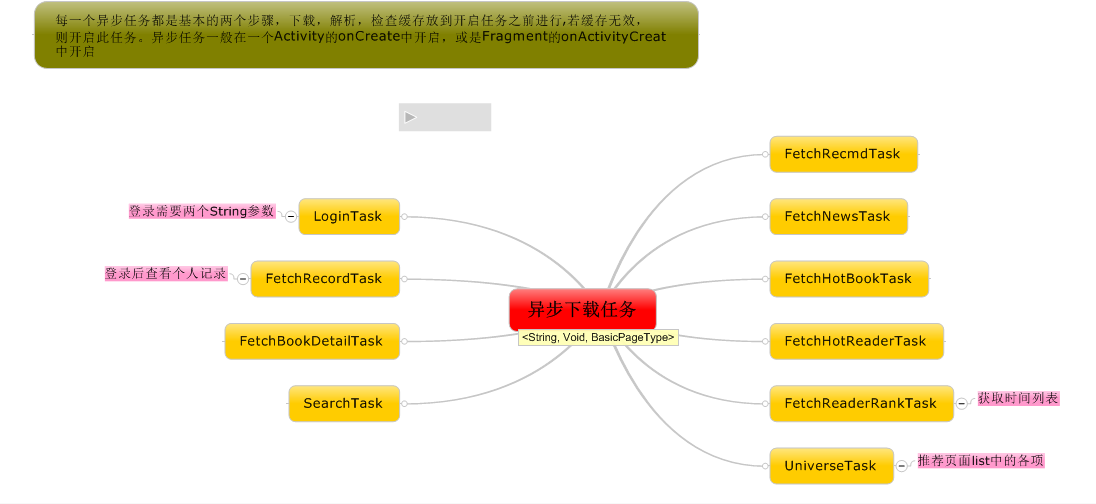 每一个异步任务都是基本的两个步骤，下载，解析，检查缓存放到开启任务之前进行,若缓存无效，
则开启此任务。异步任务一般在一个Activity的onCreate中开启，或是Fragment的onActivityCreat
中开启
FetchRecmdTask
登录需要两个String参数
LoginTask
FetchNewsTask
登录后查看个人记录
FetchRecordTask
FetchHotBookTask
异步下载任务
<String, Void, BasicPageType>
FetchBookDetailTask
FetchHotReaderTask
SearchTask
FetchReaderRankTask
获取时间列表
UniverseTask
推荐页面list中的各项